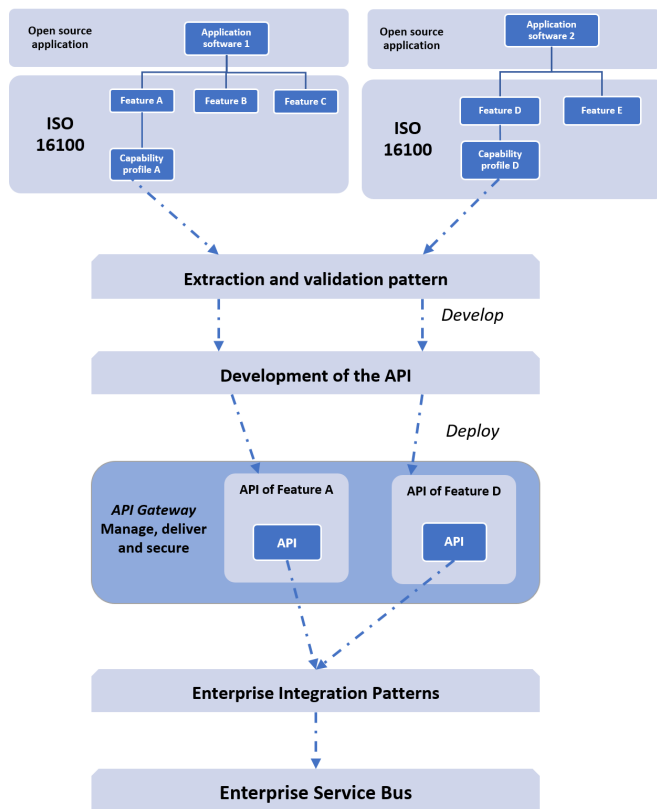 Open source
application
Application
software 1
ISO
16100
Feature A
Feature B
Feature C
Capability
profile A
Open source
application
Application
software 2
ISO
16100
Feature D
Feature E
Capability
profile D
Extraction and validation pattern
Develop
Development of the API
Deploy
API Gateway
Manage, deliver
and secure
API of Feature A
API
API of Feature D
API
Enterprise Integration Patterns
Enterprise Service Bus